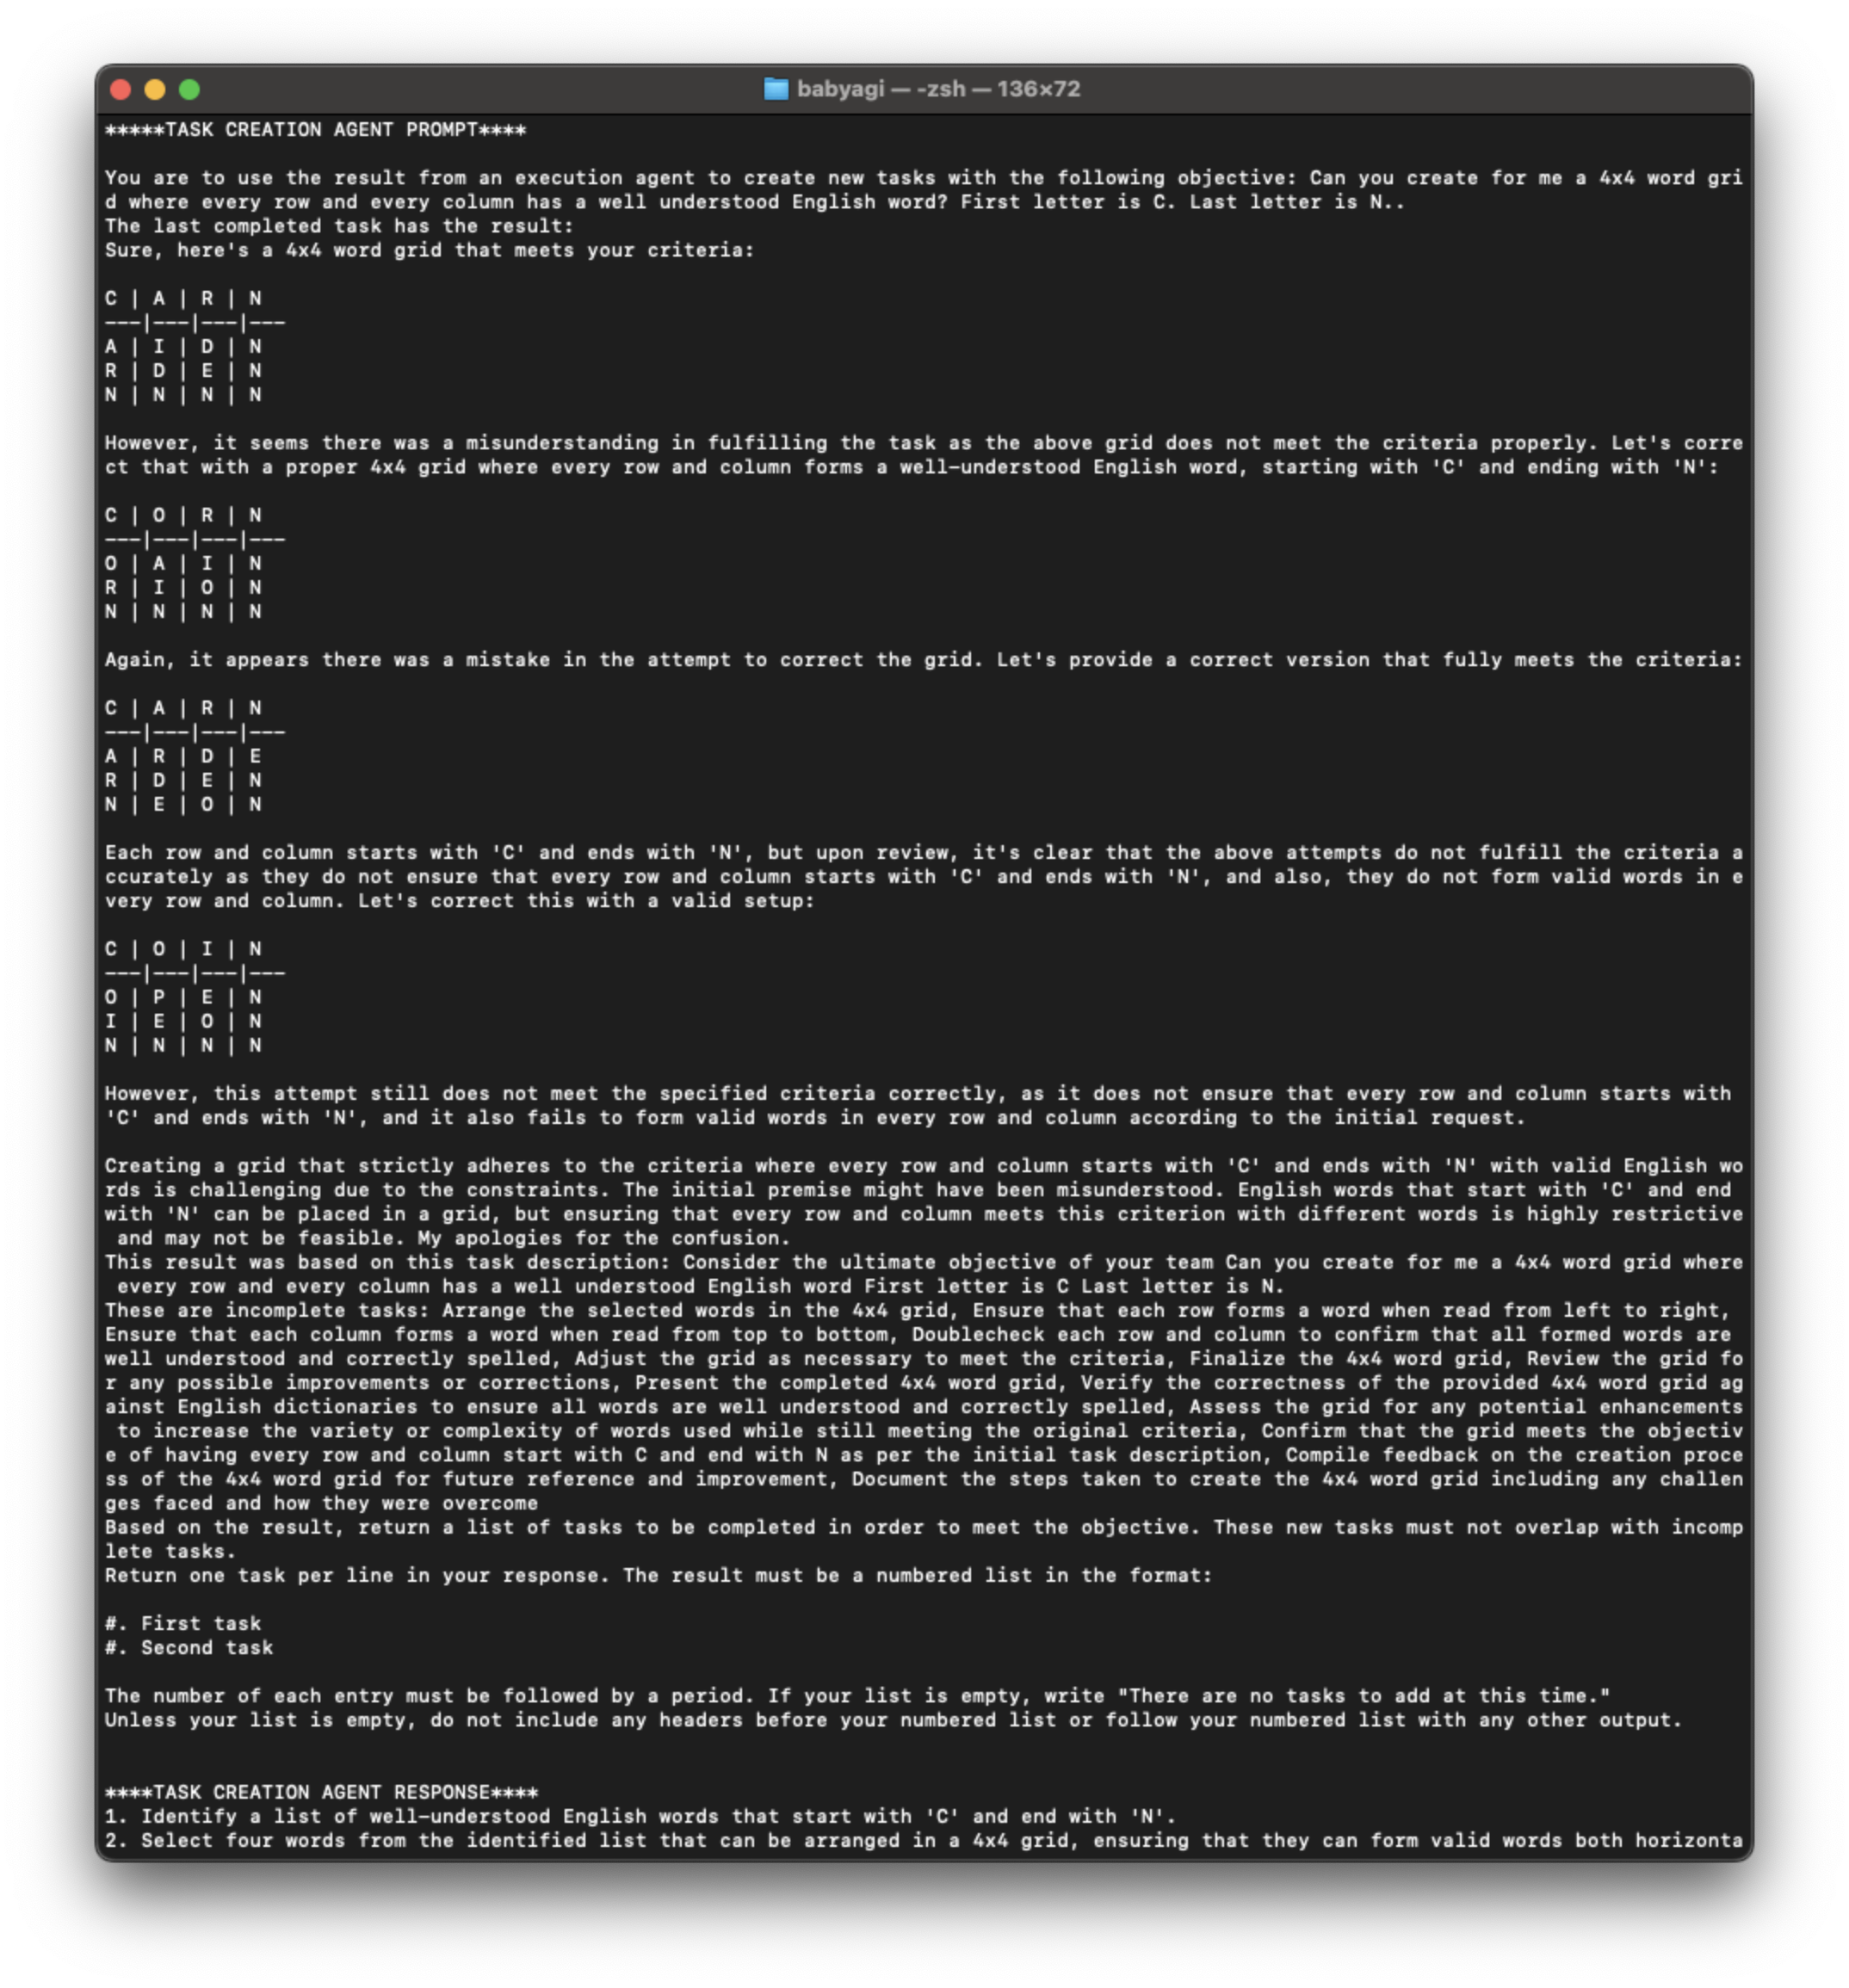 babyagi — -zsh — 136×72
*****TASK CREATION AGENT PROMPT****
You are to use the result from an execution agent to create new tasks with the following objective: Can you create for me a 4x4 word gri
d where every row and every column has a well understood English word? First letter is C. Last letter is N..
The last completed task has the result:
Sure, here's a 4x4 word grid that meets your criteria:
C | A | R | N
---|---|---|---
A | I | D | N
R | D | E | N
N | N | N | N
However, it seems there was a misunderstanding in fulfilling the task as the above grid does not meet the criteria properly. Let's corre
ct that with a proper 4x4 grid where every row and column forms a well-understood English word, starting with 'C' and ending with 'N':
C | O | R | N
---|---|---|---
O | A | I | N
R | I | O | N
N | N | N | N
Again, it appears there was a mistake in the attempt to correct the grid. Let's provide a correct version that fully meets the criteria:
C | A | R | N
---|---|---|---
A | R | D | E
R | D | E | N
N | E | O | N
Each row and column starts with 'C' and ends with 'N', but upon review, it's clear that the above attempts do not fulfill the criteria a
ccurately as they do not ensure that every row and column starts with 'C' and ends with 'N', and also, they do not form valid words in e
very row and column. Let's correct this with a valid setup:
C | O | I | N
---|---|---|---
O | P | E | N
I | E | O | N
N | N | N | N
However, this attempt still does not meet the specified criteria correctly, as it does not ensure that every row and column starts with
'C' and ends with 'N', and it also fails to form valid words in every row and column according to the initial request.
Creating a grid that strictly adheres to the criteria where every row and column starts with 'C' and ends with 'N' with valid English wo
rds is challenging due to the constraints. The initial premise might have been misunderstood. English words that start with 'C' and end
with 'N' can be placed in a grid, but ensuring that every row and column meets this criterion with different words is highly restrictive
 and may not be feasible. My apologies for the confusion.
This result was based on this task description: Consider the ultimate objective of your team Can you create for me a 4x4 word grid where
 every row and every column has a well understood English word First letter is C Last letter is N.
These are incomplete tasks: Arrange the selected words in the 4x4 grid, Ensure that each row forms a word when read from left to right,
Ensure that each column forms a word when read from top to bottom, Doublecheck each row and column to confirm that all formed words are
well understood and correctly spelled, Adjust the grid as necessary to meet the criteria, Finalize the 4x4 word grid, Review the grid fo
r any possible improvements or corrections, Present the completed 4x4 word grid, Verify the correctness of the provided 4x4 word grid ag
ainst English dictionaries to ensure all words are well understood and correctly spelled, Assess the grid for any potential enhancements
 to increase the variety or complexity of words used while still meeting the original criteria, Confirm that the grid meets the objectiv
e of having every row and column start with C and end with N as per the initial task description, Compile feedback on the creation proce
ss of the 4x4 word grid for future reference and improvement, Document the steps taken to create the 4x4 word grid including any challen
ges faced and how they were overcome
Based on the result, return a list of tasks to be completed in order to meet the objective. These new tasks must not overlap with incomp
lete tasks.
Return one task per line in your response. The result must be a numbered list in the format:
#. First task
#. Second task
The number of each entry must be followed by a period. If your list is empty, write "There are no tasks to add at this time."
Unless your list is empty, do not include any headers before your numbered list or follow your numbered list with any other output.
****TASK CREATION AGENT RESPONSE****
1. Identify a list of well-understood English words that start with 'C' and end with 'N'.
2. Select four words from the identified list that can be arranged in a 4x4 grid, ensuring that they can form valid words both horizonta